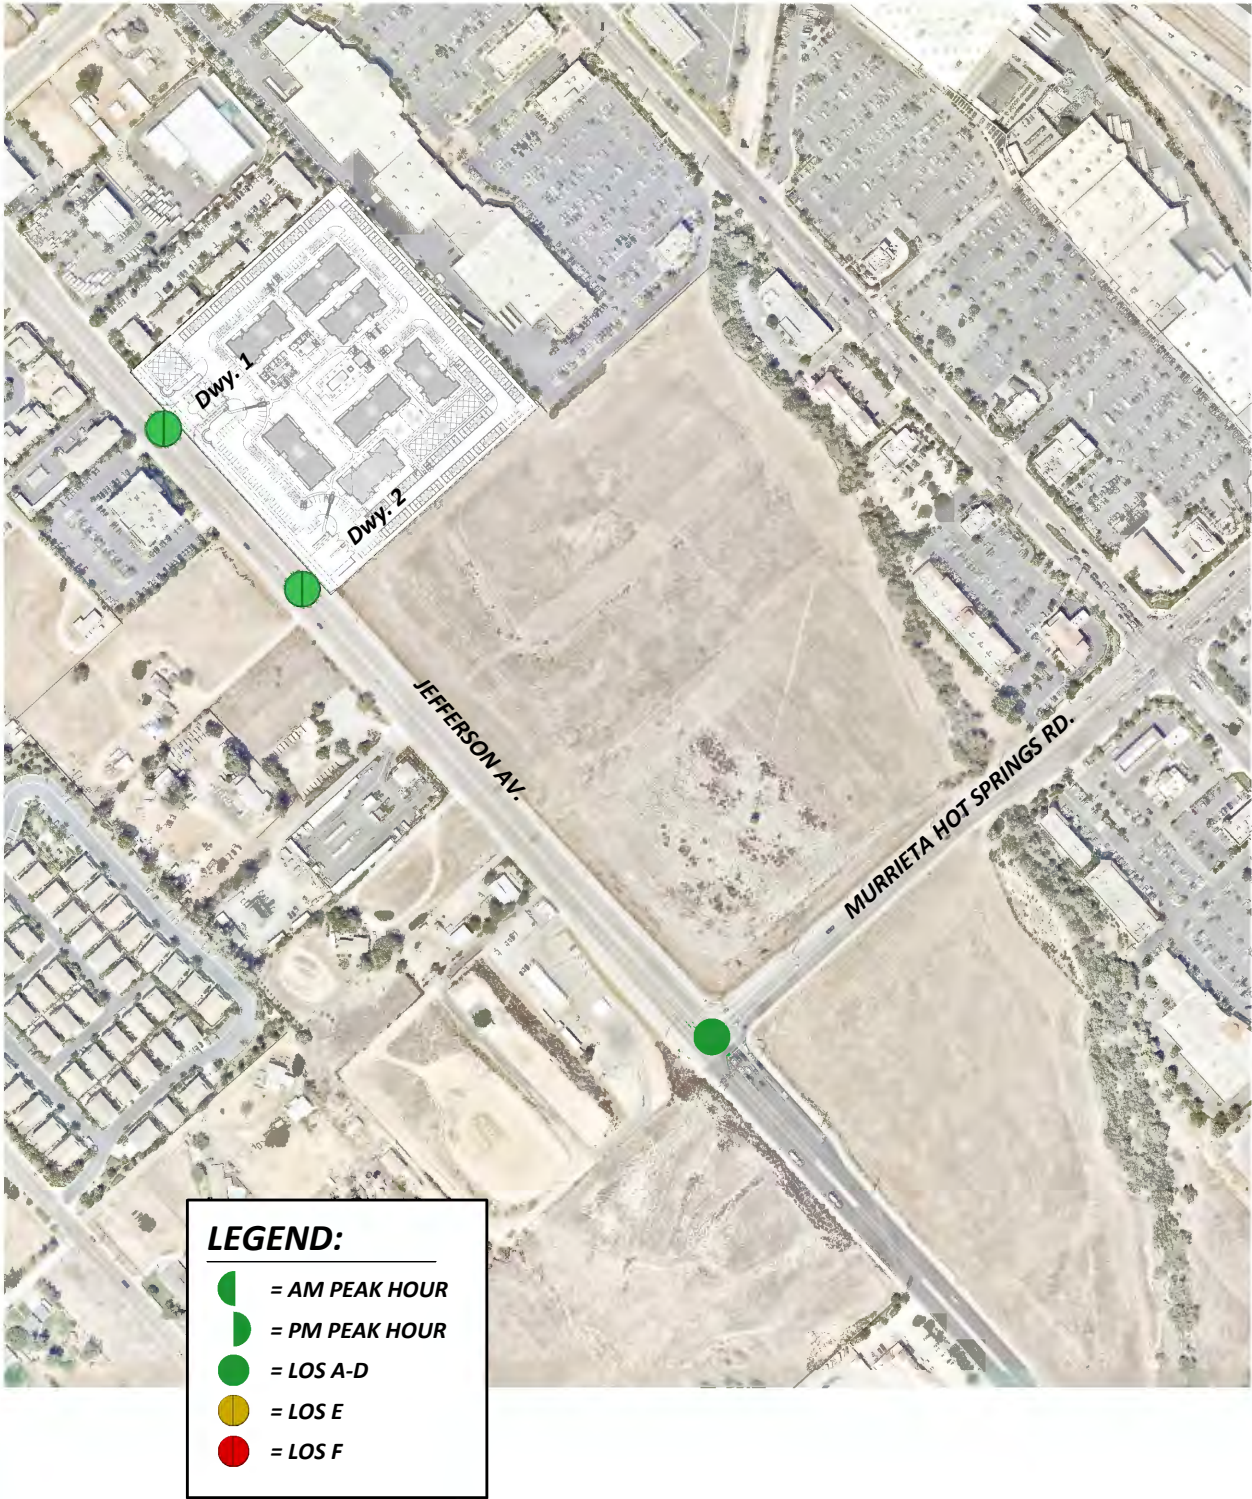 Dwy. 1
Dwy. 2
JEFFERSON AV.
MURRIETA HOT SPRINGS RD.
LEGEND:
= AM PEAK HOUR
= PM PEAK HOUR
= LOS A-D
= LOS E
= LOS F